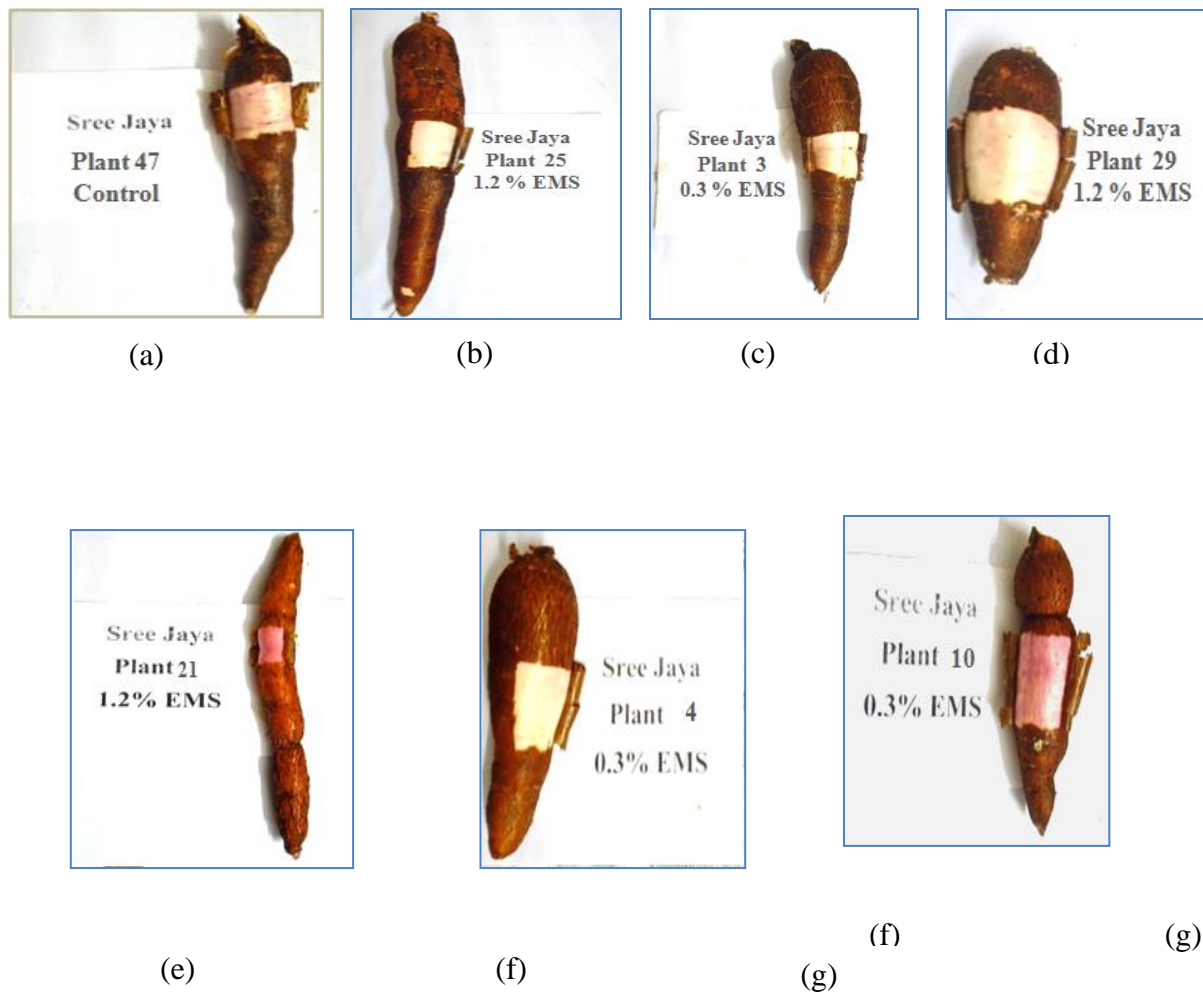 Sree Jaya
Plant 47
Control
Sree Jaya
Plant 25
1.2 % EMS
Sree Jaya
Plant 3
0.3 % EMS
Sree Jaya
Plant 29
1.2 % EMS
(a)
(b)
(c)
(d)
Sree Jaya
Plant 21
1.2% EMS
Sree Jaya
Plant 4
0.3% EMS
Sree Jaya
Plant 10
0.3% EMS
(f)
(g)
(e)
(f)
(g)